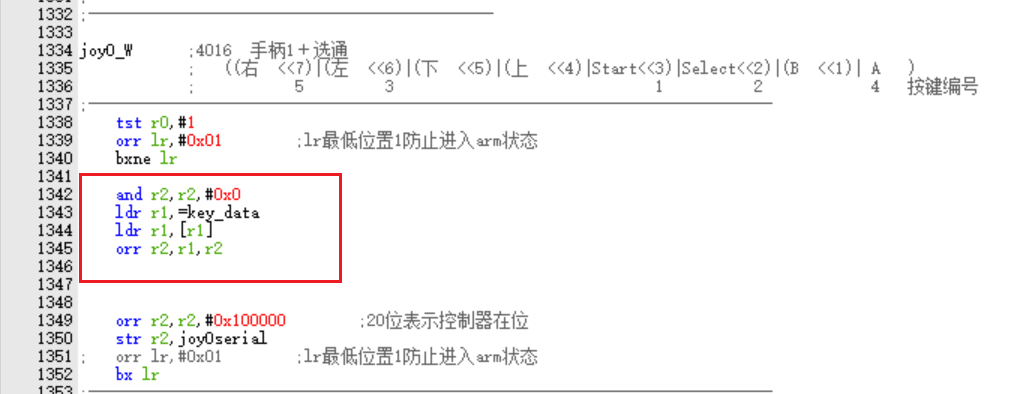 1332 ;
1333
1334 joy0_W ;4016 手柄1＋选通
1335 ; ((右 <<7)|(左 <<6)|(下 <<5)|(上 <<4)|Start<<3)|Select<<2)|(B <<1)| A )
1336 ; 5 3 1 2 4 按键编号
1337 ;
1338 tst r0,#1
1339 orr lr,#0x01 ;lr最低位置1防止进入arm状态
1340 bxne lr
1341
1342 and r2,r2,#0x0
1343 ldr r1,=key_data
1344 ldr r1,[r1]
1345 orr r2,r1,r2
1346
1347
1348
1349 orr r2,r2,#0x100000 ;20位表示控制器在位
1350 str r2,joy0serial
1351 ; orr lr,#0x01 ;lr最低位置1防止进入arm状态
1352 bx lr
1353 ;